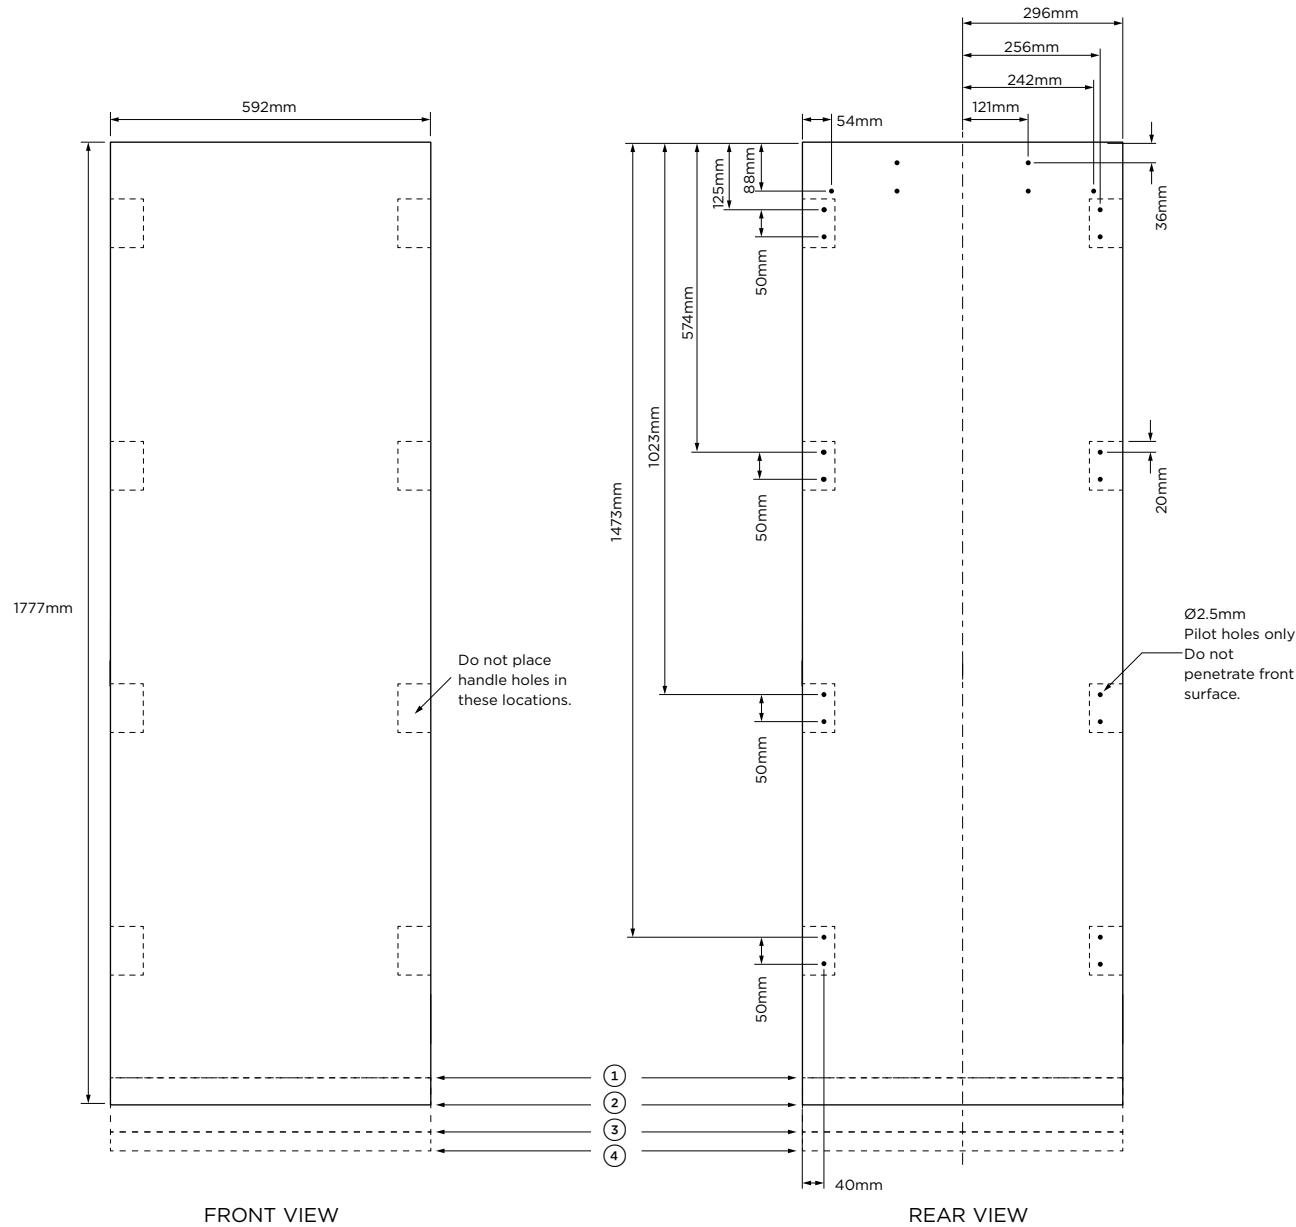 296mm
256mm
242mm
592mm
121mm
54mm
88mm
125mm
36mm
50mm
574mm
1023mm
20mm
1473mm
50mm
1777mm
Ø2.5mm
Pilot holes only
Do not
penetrate front
surface.
Do not place
handle holes in
these locations.
50mm
50mm
1
2
3
4
40mm
FRONT VIEW
REAR VIEW